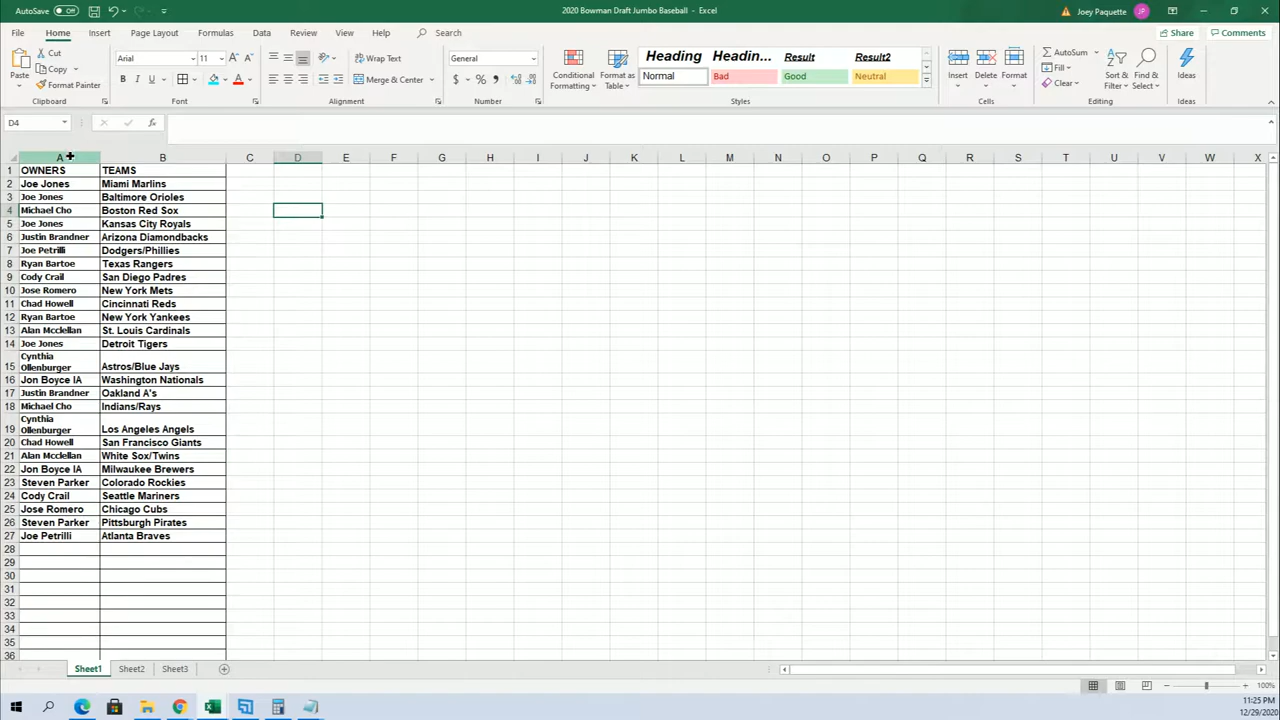 AutoSave Off
2020 Bowman Draft Jumbo Baseball - Excel
Joey Paquette JP
File Home Insert Page Layout Formulas Data Review View Help Search
Share Comments
Paste
Cut
Copy
Format Painter
Clipboard
Arial 11
B I U
Font
Wrap Text
Merge & Center
Alignment
General
$ % ,
Number
Conditional Formatting
Format as Table
Heading Headin... Result Result2
Normal Bad Good Neutral
Styles
Insert Delete Format
Cells
AutoSum
Fill
Clear
Sort & Filter
Find & Select
Editing
Ideas
Ideas
D4
fx
A B C D E F G H I J K L M N O P Q R S T U V W X
1 OWNERS TEAMS
2 Joe Jones Miami Marlins
3 Joe Jones Baltimore Orioles
4 Michael Cho Boston Red Sox
5 Joe Jones Kansas City Royals
6 Justin Brandner Arizona Diamondbacks
7 Joe Petrilli Dodgers/Phillies
8 Ryan Bartoe Texas Rangers
9 Cody Crail San Diego Padres
10 Jose Romero New York Mets
11 Chad Howell Cincinnati Reds
12 Ryan Bartoe New York Yankees
13 Alan Mcclellan St. Louis Cardinals
14 Joe Jones Detroit Tigers
Cynthia
15 Ollenburger Astros/Blue Jays
16 Jon Boyce IA Washington Nationals
17 Justin Brandner Oakland A's
18 Michael Cho Indians/Rays
Cynthia
19 Ollenburger Los Angeles Angels
20 Chad Howell San Francisco Giants
21 Alan Mcclellan White Sox/Twins
22 Jon Boyce IA Milwaukee Brewers
23 Steven Parker Colorado Rockies
24 Cody Crail Seattle Mariners
25 Jose Romero Chicago Cubs
26 Steven Parker Pittsburgh Pirates
27 Joe Petrilli Atlanta Braves
28
29
30
31
32
33
34
35
36
Sheet1 Sheet2 Sheet3
100%
11:25 PM
12/29/2020